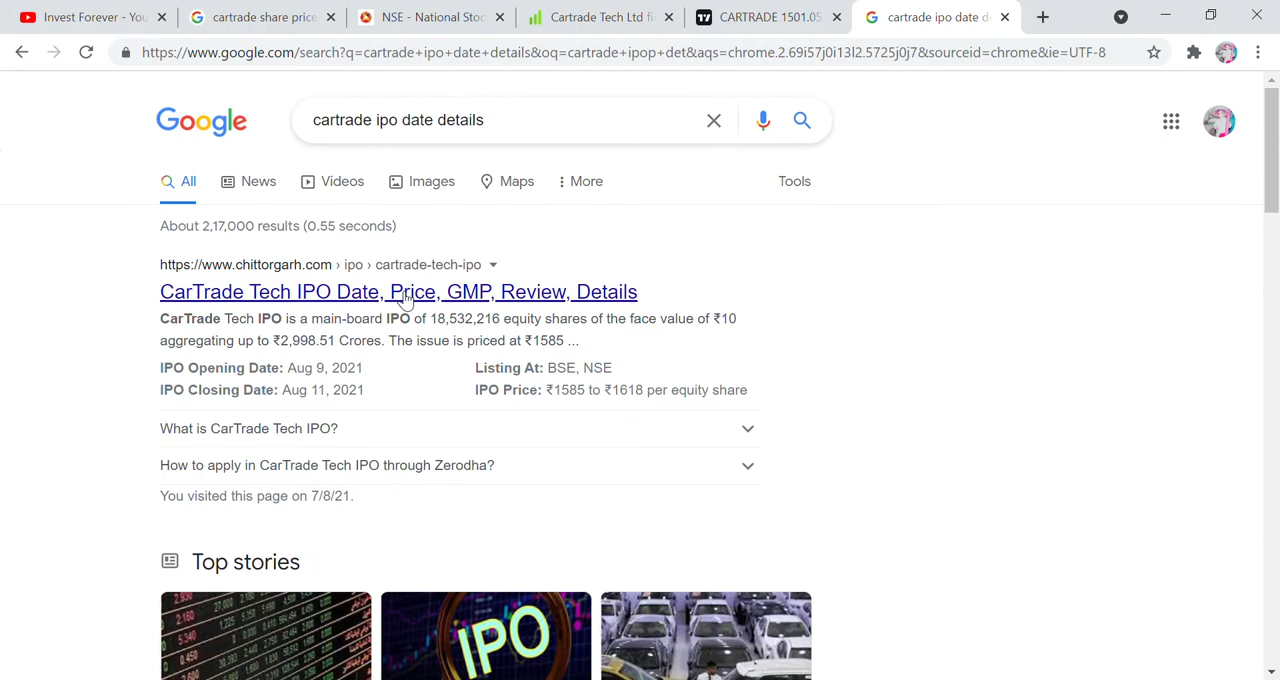 Invest Forever - You
cartrade share price
NSE - National Stoc
Cartrade Tech Ltd fi
CARTRADE 1501.05
cartrade ipo date d
https://www.google.com/search?q=cartrade+ipo+date+details&oq=cartrade+ipop+det&aqs=chrome.2.69i57j0i13l2.5725j0j7&sourceid=chrome&ie=UTF-8
Google
cartrade ipo date details
All News Videos Images Maps More Tools
About 2,17,000 results (0.55 seconds)
https://www.chittorgarh.com › ipo › cartrade-tech-ipo
CarTrade Tech IPO Date, Price, GMP, Review, Details
CarTrade Tech IPO is a main-board IPO of 18,532,216 equity shares of the face value of ₹10
aggregating up to ₹2,998.51 Crores. The issue is priced at ₹1585 ...
IPO Opening Date: Aug 9, 2021 Listing At: BSE, NSE
IPO Closing Date: Aug 11, 2021 IPO Price: ₹1585 to ₹1618 per equity share
What is CarTrade Tech IPO?
How to apply in CarTrade Tech IPO through Zerodha?
You visited this page on 7/8/21.
Top stories
IPO